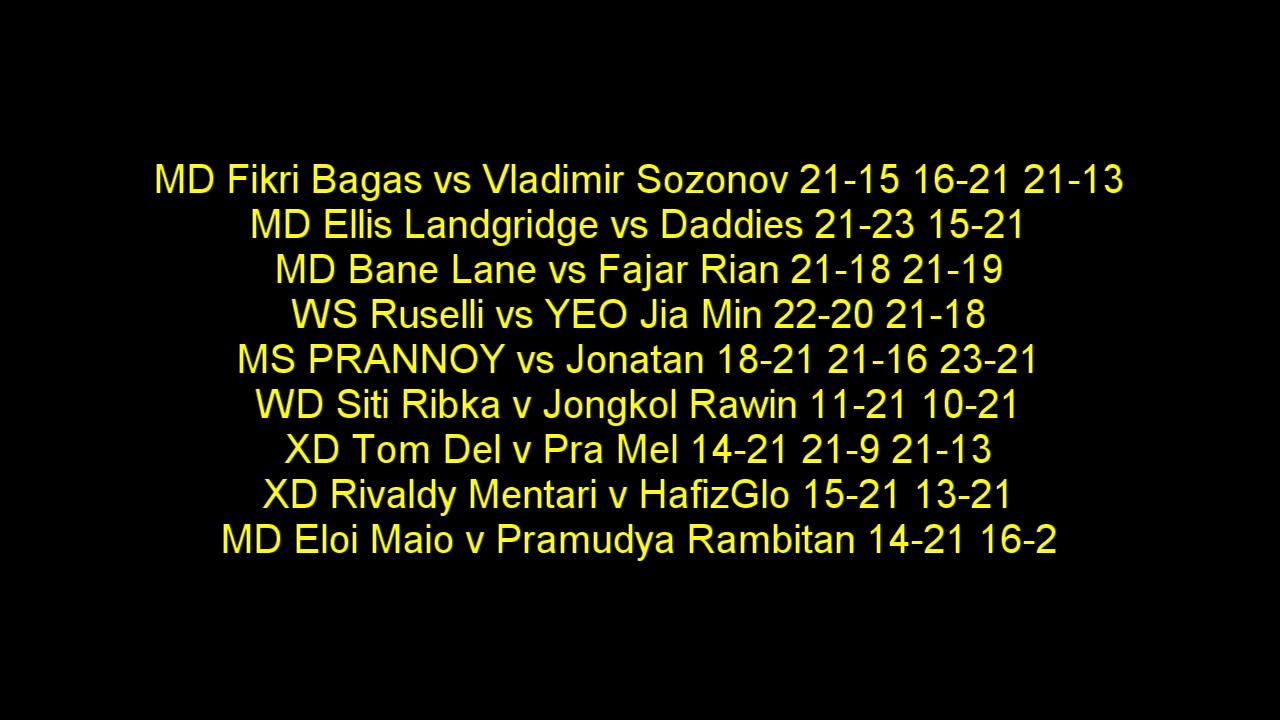 MD Fikri Bagas vs Vladimir Sozonov 21-15 16-21 21-13
MD Ellis Landgridge vs Daddies 21-23 15-21
MD Bane Lane vs Fajar Rian 21-18 21-19
WS Ruselli vs YEO Jia Min 22-20 21-18
MS PRANNOY vs Jonatan 18-21 21-16 23-21
WD Siti Ribka v Jongkol Rawin 11-21 10-21
XD Tom Del v Pra Mel 14-21 21-9 21-13
XD Rivaldy Mentari v HafizGlo 15-21 13-21
MD Eloi Maio v Pramudya Rambitan 14-21 16-2